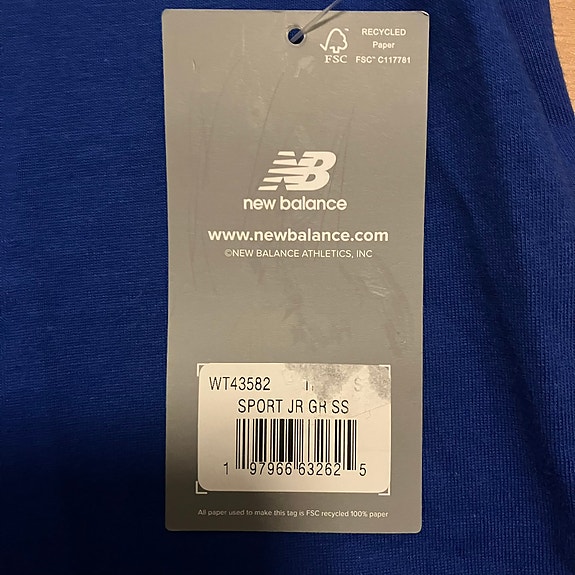 RECYCLED
Paper
FSC™ C117781
FSC
NB
new balance
www.newbalance.com
©NEW BALANCE ATHLETICS, INC
WT43582 S
SPORT JR GR SS
1 97966 63262 5
All paper used to make this tag is FSC recycled 100% paper